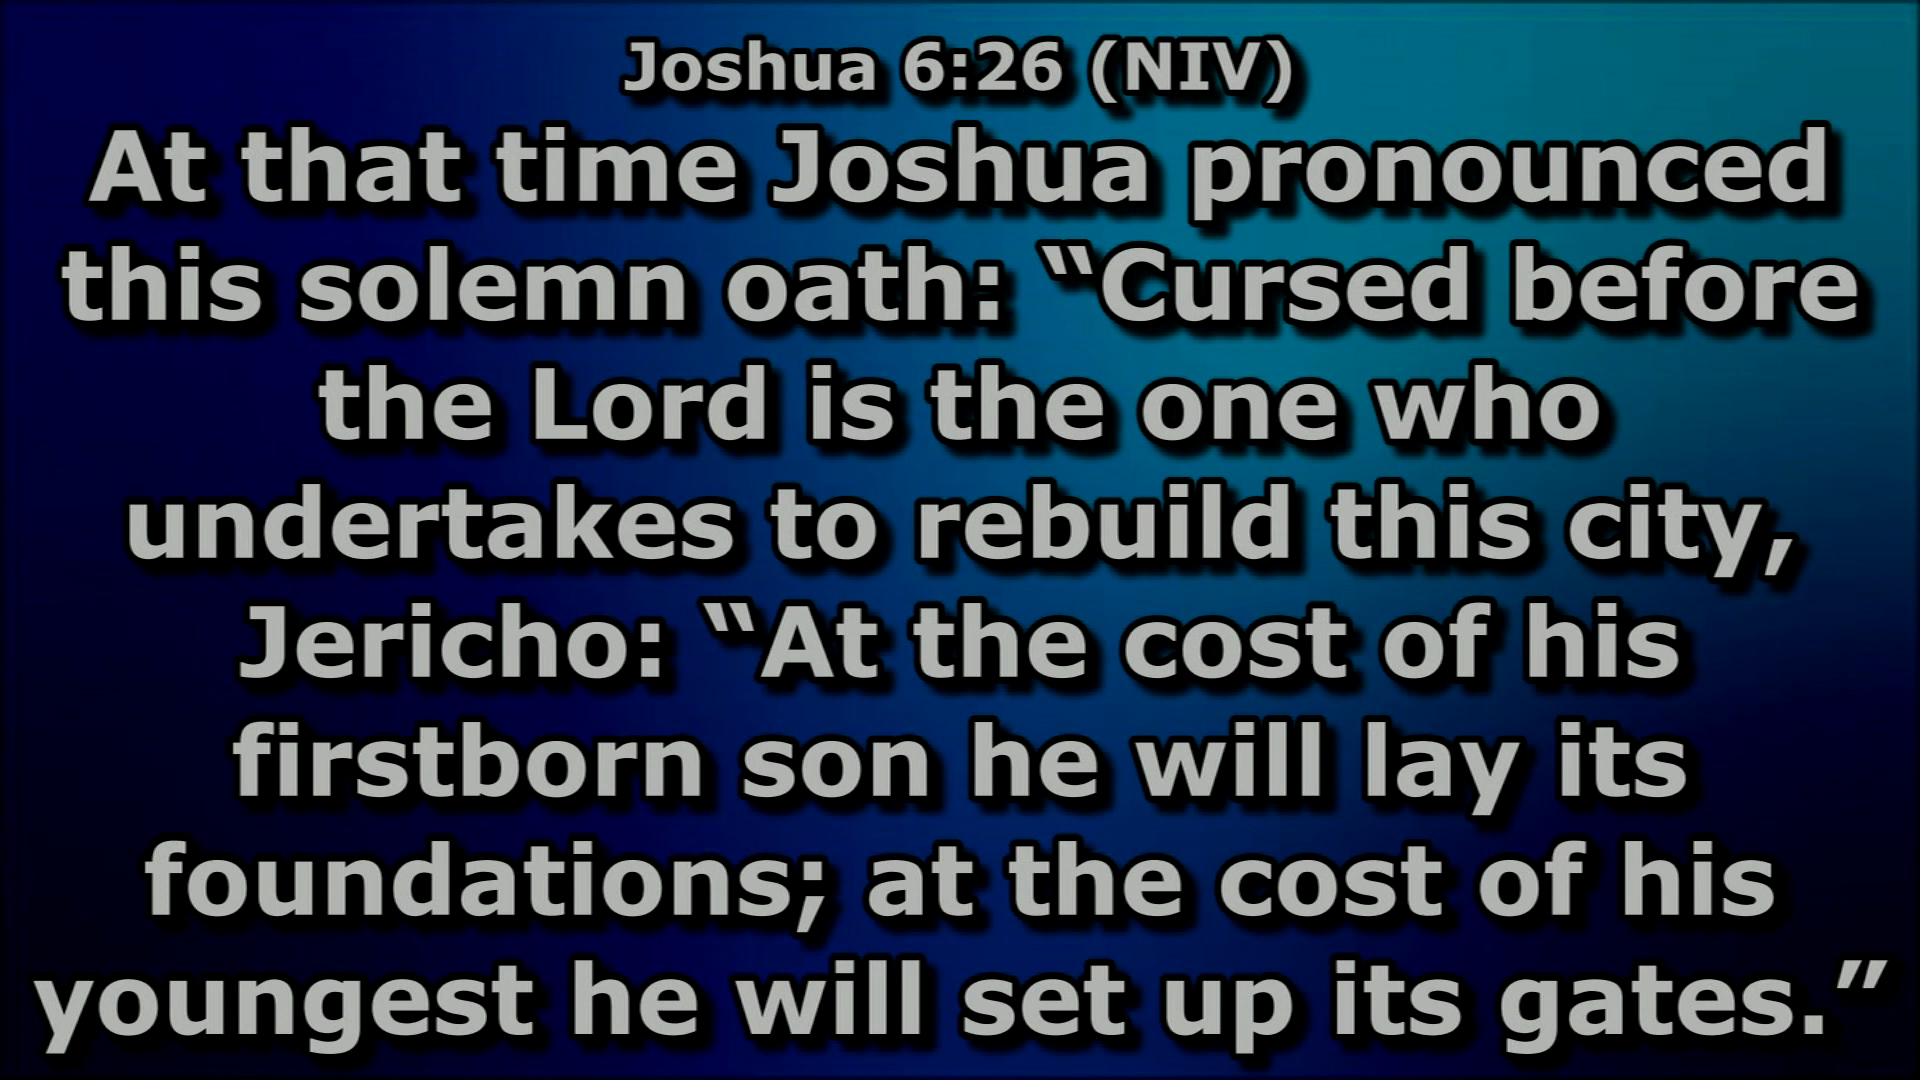 Joshua 6:26 (NIV)
At that time Joshua pronounced
this solemn oath: “Cursed before
the Lord is the one who
undertakes to rebuild this city,
Jericho: “At the cost of his
firstborn son he will lay its
foundations; at the cost of his
youngest he will set up its gates.”